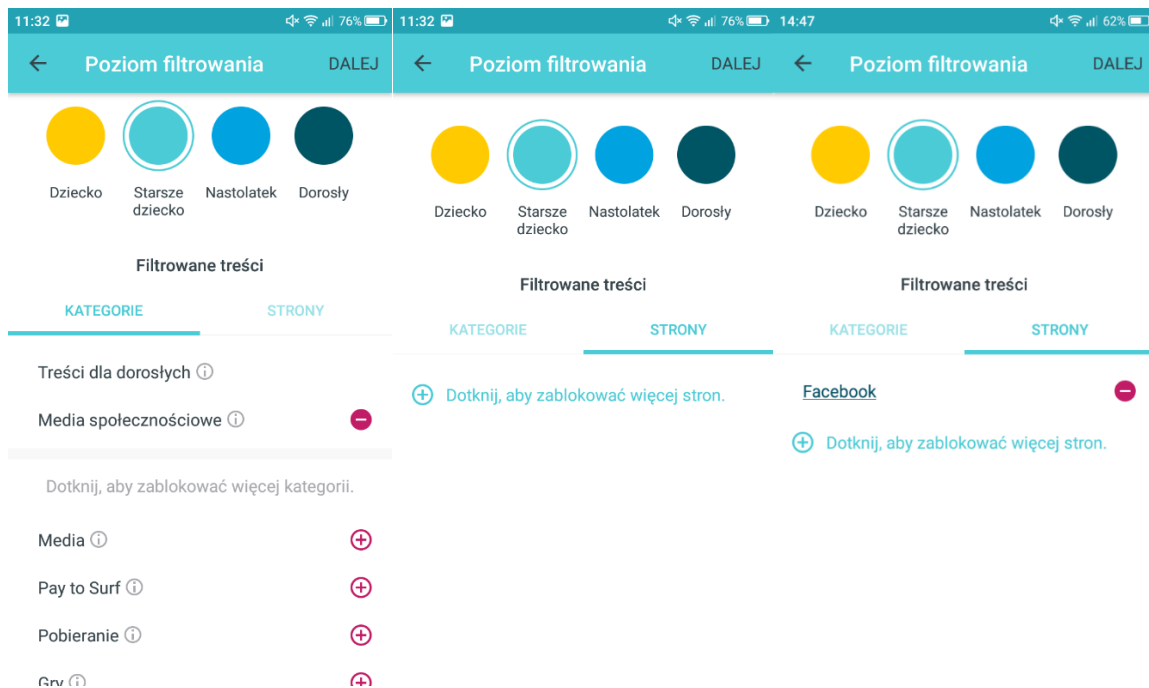 11:32 76%
Poziom filtrowania DALEJ
Dziecko Starsze dziecko Nastolatek Dorosły
Filtrowane treści
KATEGORIE STRONY
Treści dla dorosłych
Media społecznościowe
Dotknij, aby zablokować więcej kategorii.
Media
Pay to Surf
Pobieranie
Gry
11:32 76%
Poziom filtrowania DALEJ
Dziecko Starsze dziecko Nastolatek Dorosły
Filtrowane treści
KATEGORIE STRONY
Dotknij, aby zablokować więcej stron.
14:47 62%
Poziom filtrowania DALEJ
Dziecko Starsze dziecko Nastolatek Dorosły
Filtrowane treści
KATEGORIE STRONY
Facebook
Dotknij, aby zablokować więcej stron.